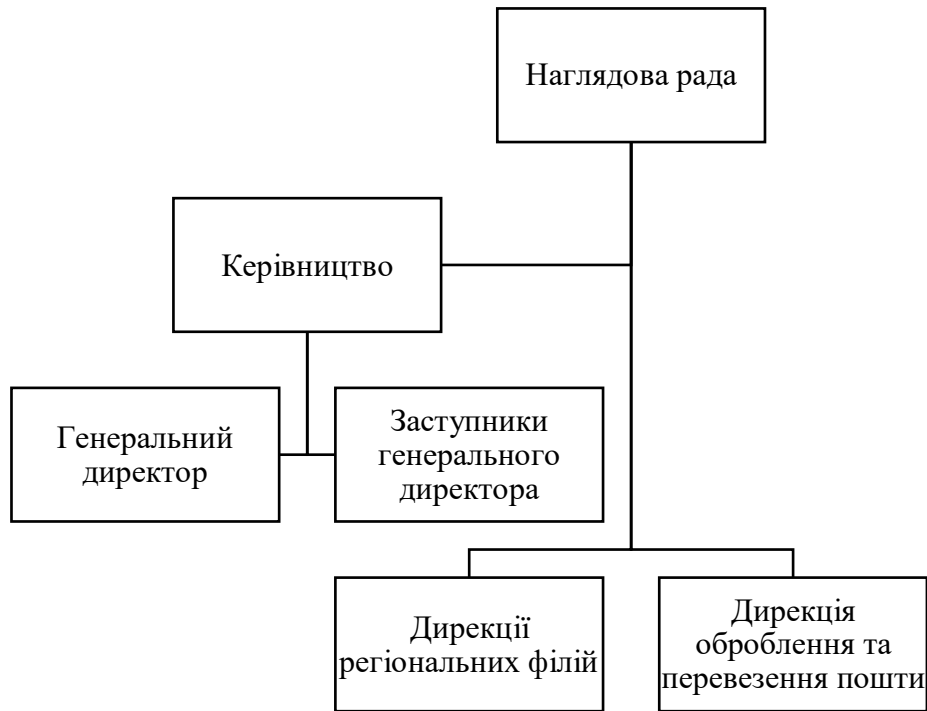 Наглядова рада
Керівництво
Генеральний
директор
Заступники
генерального
директора
Дирекції
регіональних філій
Дирекція
оброблення та
перевезення пошти